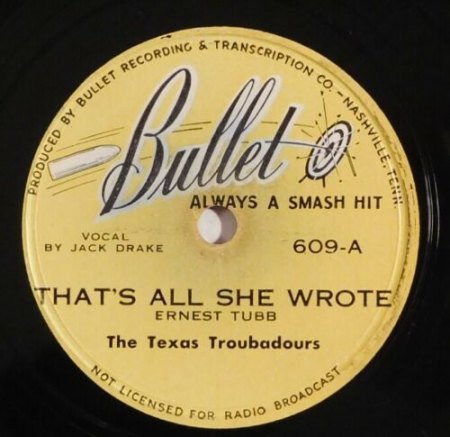 PRODUCED BY BULLET RECORDING & TRANSCRIPTION CO. - NASHVILLE, TENN.
Bullet
ALWAYS A SMASH HIT
VOCAL
BY JACK DRAKE
609-A
THAT'S ALL SHE WROTE
ERNEST TUBB
The Texas Troubadours
NOT LICENSED FOR RADIO BROADCAST